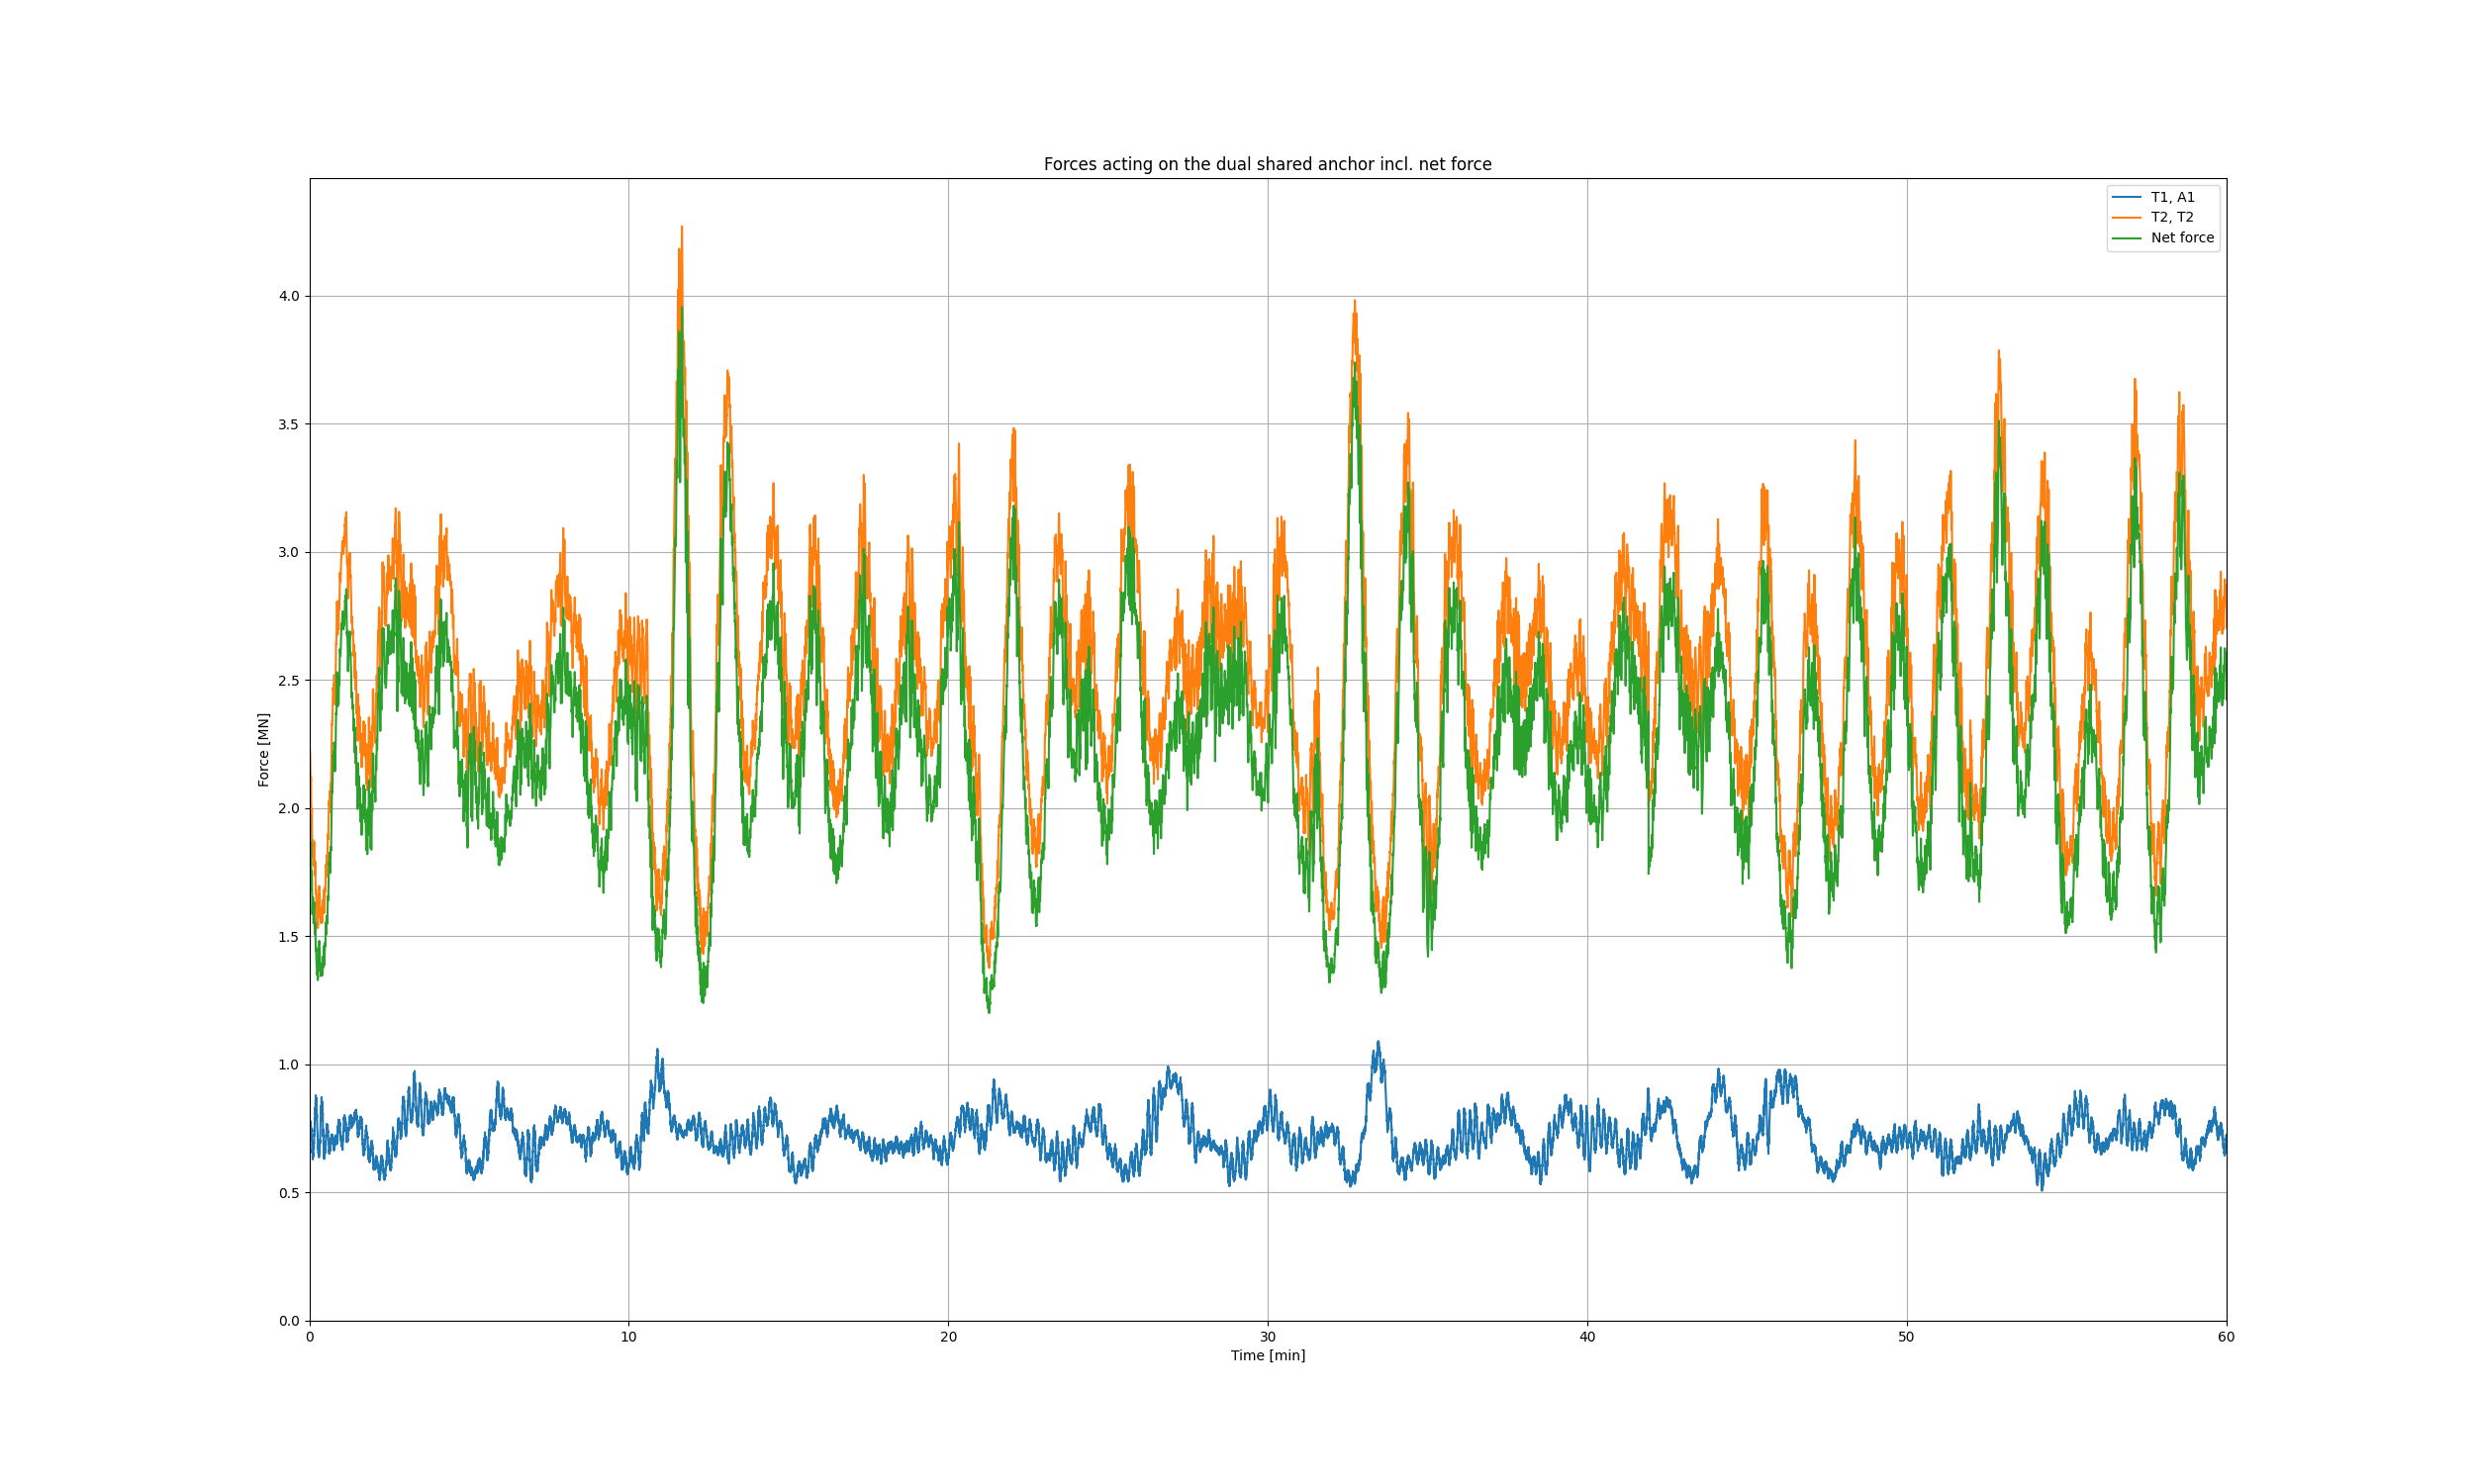 Forces acting on the dual shared anchor incl. net force
T1, A1
T2, T2
Net force
Force [MN]
4.0
3.5
3.0
2.5
2.0
1.5
1.0
0.5
0.0
0 10 20 30 40 50 60
Time [min]